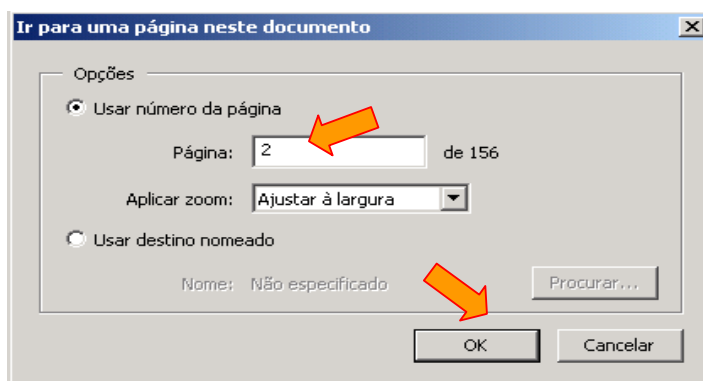 Ir para uma página neste documento
Opções
Usar número da página
Página: 2 de 156
Aplicar zoom: Ajustar à largura
Usar destino nomeado
Nome: Não especificado Procurar...
OK Cancelar